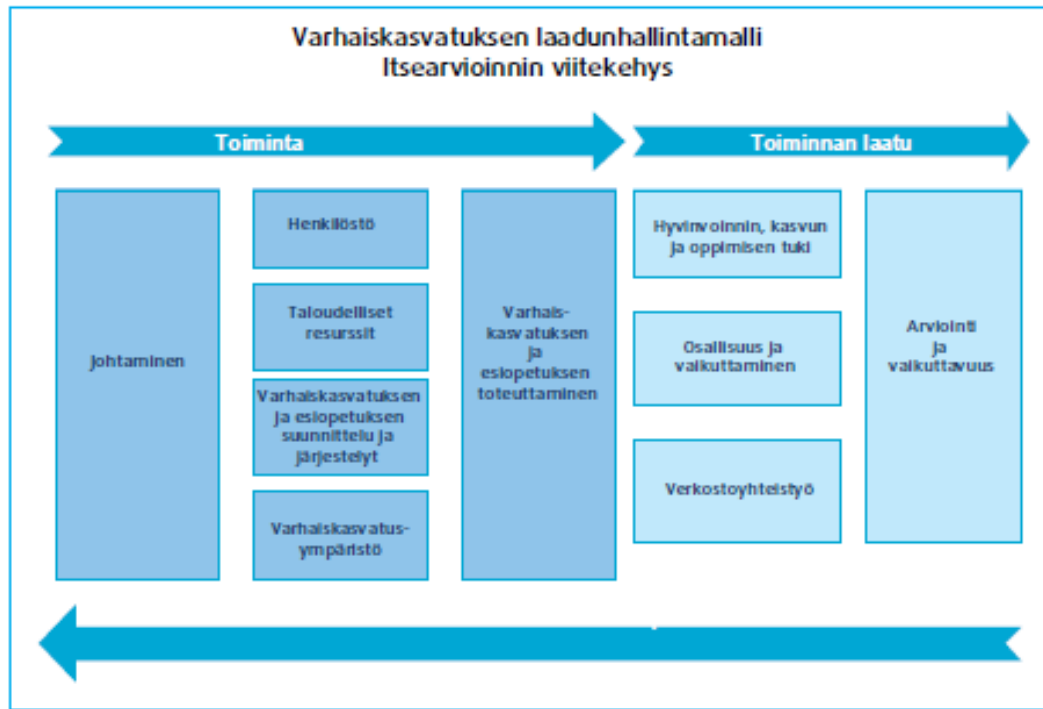 Varhaiskasvatuksen laadunhallintamalli
Itsearvioinnin viitekehys
Toiminta
Toiminnan laatu
Johtaminen
Henkilöstö
Taloudelliset
resurssit
Varhaiskasvatuksen
ja esiopetuksen
suunnittelu ja
järjestelyt
Varhaiskasvatus-
ympäristö
Varhais-
kasvatuksen
ja
esiopetuksen
toteuttaminen
Hyvinvoinnin, kasvun
ja oppimisen tuki
Osallisuus ja
vaikuttaminen
Verkostoyhteistyö
Arviointi
ja
vaikuttavuus